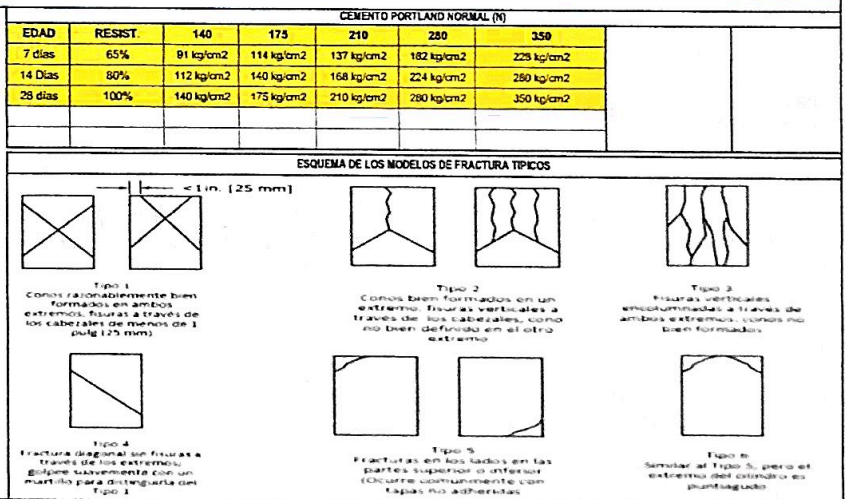 CEMENTO PORTLAND NORMAL (N)
EDAD RESIST. 140 175 210 280 350
7 días 65% 91 kg/cm2 114 kg/cm2 137 kg/cm2 182 kg/cm2 228 kg/cm2
14 Días 80% 112 kg/cm2 140 kg/cm2 168 kg/cm2 224 kg/cm2 280 kg/cm2
28 días 100% 140 kg/cm2 175 kg/cm2 210 kg/cm2 280 kg/cm2 350 kg/cm2
ESQUEMA DE LOS MODELOS DE FRACTURA TIPICOS
<1in. [25 mm]
Tipo 1
Conos razonablemente bien
formados en ambos
extremos, fisuras a través de
los cabezales de menos de 1
pulg (25 mm)
Tipo 2
Conos bien formados en un
extremo, fisuras verticales a
través de los cabezales, cono
no bien definido en el otro
extremo
Tipo 3
Fisuras verticales
encolumnadas a través de
ambos extremos, conos no
bien formados
Tipo 4
Fractura diagonal sin fisuras a
través de los extremos;
golpee suavemente con un
martillo para distinguirla del
Tipo 1
Tipo 5
Fracturas en los lados en las
partes superior o inferior
(Ocurre comunmente con
tapas no adheridas
Tipo 6
Similar al Tipo 5, pero el
extremo del cilindro es
puntiagudo